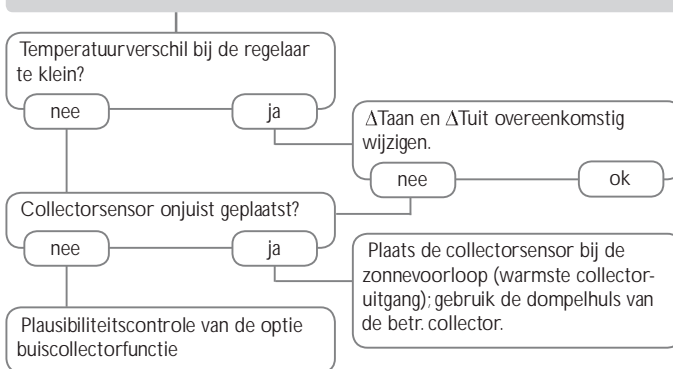 Temperatuurverschil bij de regelaar
te klein?
nee
ja
ΔTaan en ΔTuit overeenkomstig
wijzigen.
nee
ok
Collectorsensor onjuist geplaatst?
nee
ja
Plaats de collectorsensor bij de
zonnevoorloop (warmste collector-
uitgang); gebruik de dompelhuls van
de betr. collector.
Plausibiliteitscontrole van de optie
buiscollectorfunctie